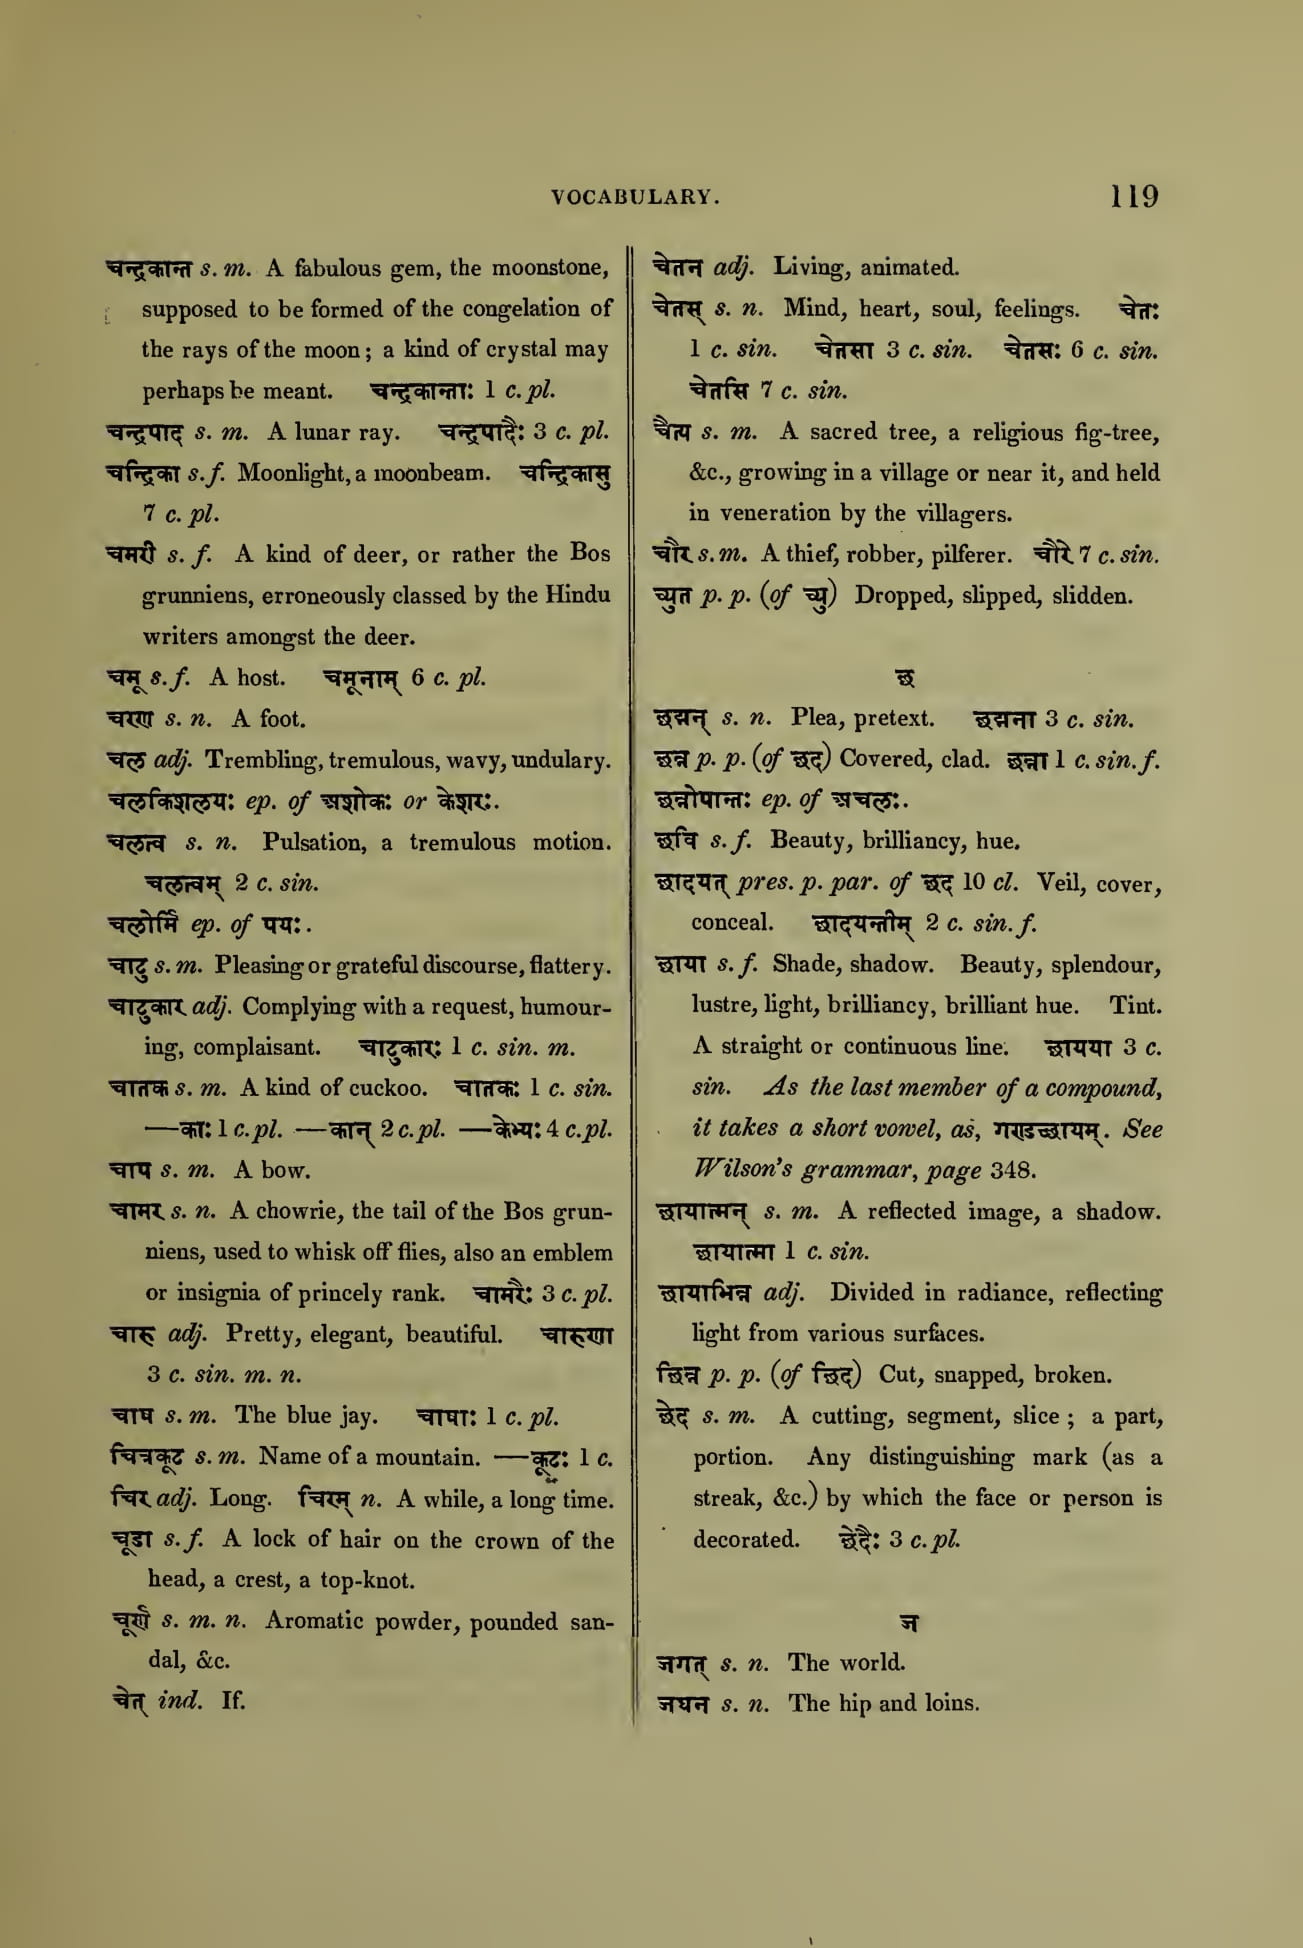 VOCABULARY. 119
चन्द्रकान्त s. m. A fabulous gem, the moonstone,
supposed to be formed of the congelation of
the rays of the moon; a kind of crystal may
perhaps be meant. चन्द्रकान्ताः 1 c. pl.
चन्द्रपाद् s. m. A lunar ray. चन्द्रपादैः 3 c. pl.
चन्द्रिका s. f. Moonlight, a moonbeam. चन्द्रिकासु
7 c. pl.
चमरी s. f. A kind of deer, or rather the Bos
grunniens, erroneously classed by the Hindu
writers amongst the deer.
चमू s. f. A host. चमूनाम् 6 c. pl.
चरण s. n. A foot.
चल adj. Trembling, tremulous, wavy, undulary.
चलकिशलयः ep. of अशोकः or केशरः.
चलत्व s. n. Pulsation, a tremulous motion.
चलत्वम् 2 c. sin.
चलोर्मि ep. of पयः.
चाटु s. m. Pleasing or grateful discourse, flattery.
चाटुकार adj. Complying with a request, humour-
ing, complaisant. चाटुकारः 1 c. sin. m.
चातक s. m. A kind of cuckoo. चातकः 1 c. sin.
—काः 1 c. pl. —कान् 2 c. pl. —केभ्यः 4 c. pl.
चाप s. m. A bow.
चामर s. n. A chowrie, the tail of the Bos grun-
niens, used to whisk off flies, also an emblem
or insignia of princely rank. चामरैः 3 c. pl.
चारु adj. Pretty, elegant, beautiful. चारुणा
3 c. sin. m. n.
चाष s. m. The blue jay. चाषाः 1 c. pl.
चित्रकूट s. m. Name of a mountain. —कूटः 1 c.
चिर adj. Long. चिरम् n. A while, a long time.
चूडा s. f. A lock of hair on the crown of the
head, a crest, a top-knot.
चूर्ण s. m. n. Aromatic powder, pounded san-
dal, &c.
चेत् ind. If.
चेतन adj. Living, animated.
चेतस् s. n. Mind, heart, soul, feelings. चेतः
1 c. sin. चेतसा 3 c. sin. चेतसः 6 c. sin.
चेतसि 7 c. sin.
चैत्य s. m. A sacred tree, a religious fig-tree,
&c., growing in a village or near it, and held
in veneration by the villagers.
चौर s. m. A thief, robber, pilferer. चौरे 7 c. sin.
च्युत p. p. (of च्यु) Dropped, slipped, slidden.
छ
छद्मन् s. n. Plea, pretext. छद्मना 3 c. sin.
छन्न p. p. (of छद) Covered, clad. छन्ना 1 c. sin. f.
छन्नोपान्तः ep. of अचलः.
छवि s. f. Beauty, brilliancy, hue.
छादयत् pres. p. par. of छद 10 cl. Veil, cover,
conceal. छादयन्तीम् 2 c. sin. f.
छाया s. f. Shade, shadow. Beauty, splendour,
lustre, light, brilliancy, brilliant hue. Tint.
A straight or continuous line. छायया 3 c.
sin. As the last member of a compound,
it takes a short vowel, as, गण्डच्छायम्. See
Wilson's grammar, page 348.
छायात्मन् s. m. A reflected image, a shadow.
छायात्मा 1 c. sin.
छायाभिन्न adj. Divided in radiance, reflecting
light from various surfaces.
छिन्न p. p. (of छिद) Cut, snapped, broken.
छेद s. m. A cutting, segment, slice; a part,
portion. Any distinguishing mark (as a
streak, &c.) by which the face or person is
decorated. छेदैः 3 c. pl.
ज
जगत् s. n. The world.
जघन s. n. The hip and loins.